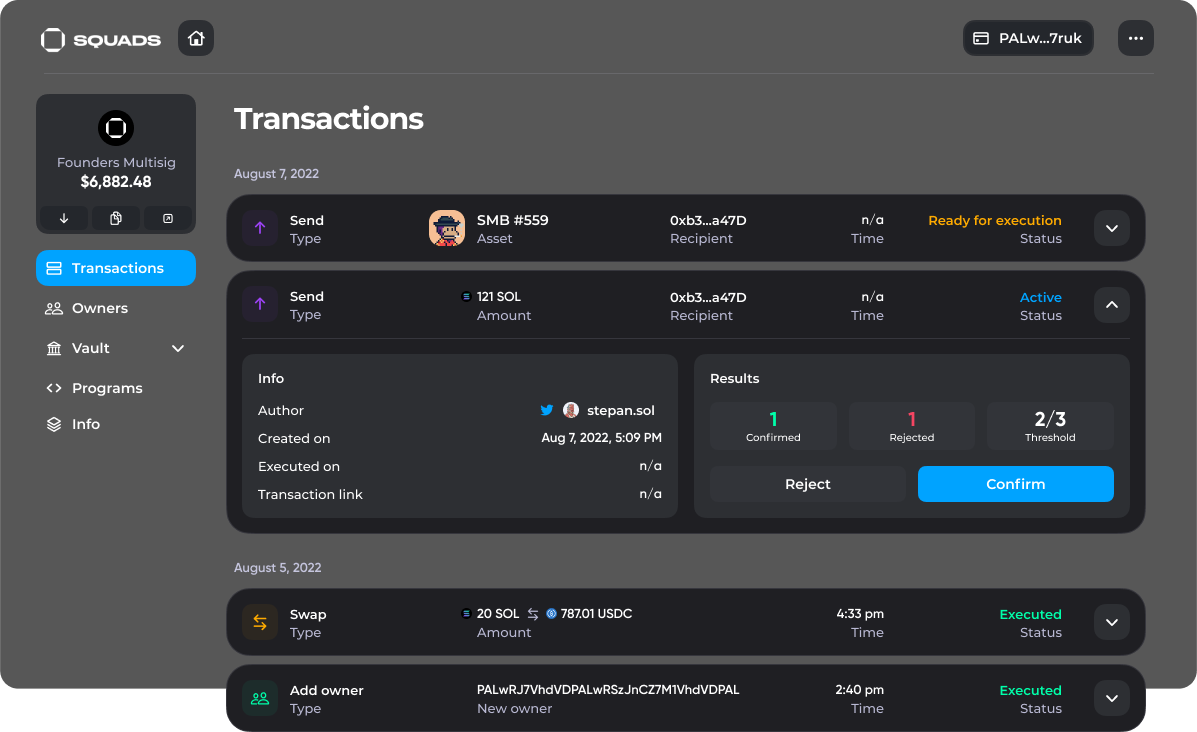 SQUADS
PALw...7ruk
Founders Multisig
$6,882.48
Transactions
Owners
Vault
Programs
Info
Transactions
August 7, 2022
Send SMB #559 0xb3...a47D n/a Ready for execution
Type Asset Recipient Time Status
Send 121 SOL 0xb3...a47D n/a Active
Type Amount Recipient Time Status
Info
Author stepan.sol
Created on Aug 7, 2022, 5:09 PM
Executed on n/a
Transaction link n/a
Results
1 1 2/3
Confirmed Rejected Threshold
Reject Confirm
August 5, 2022
Swap 20 SOL 787.01 USDC 4:33 pm Executed
Type Amount Time Status
Add owner PALwRJ7VhdVDPALwRSzJnCZ7M1VhdVDPAL 2:40 pm Executed
Type New owner Time Status